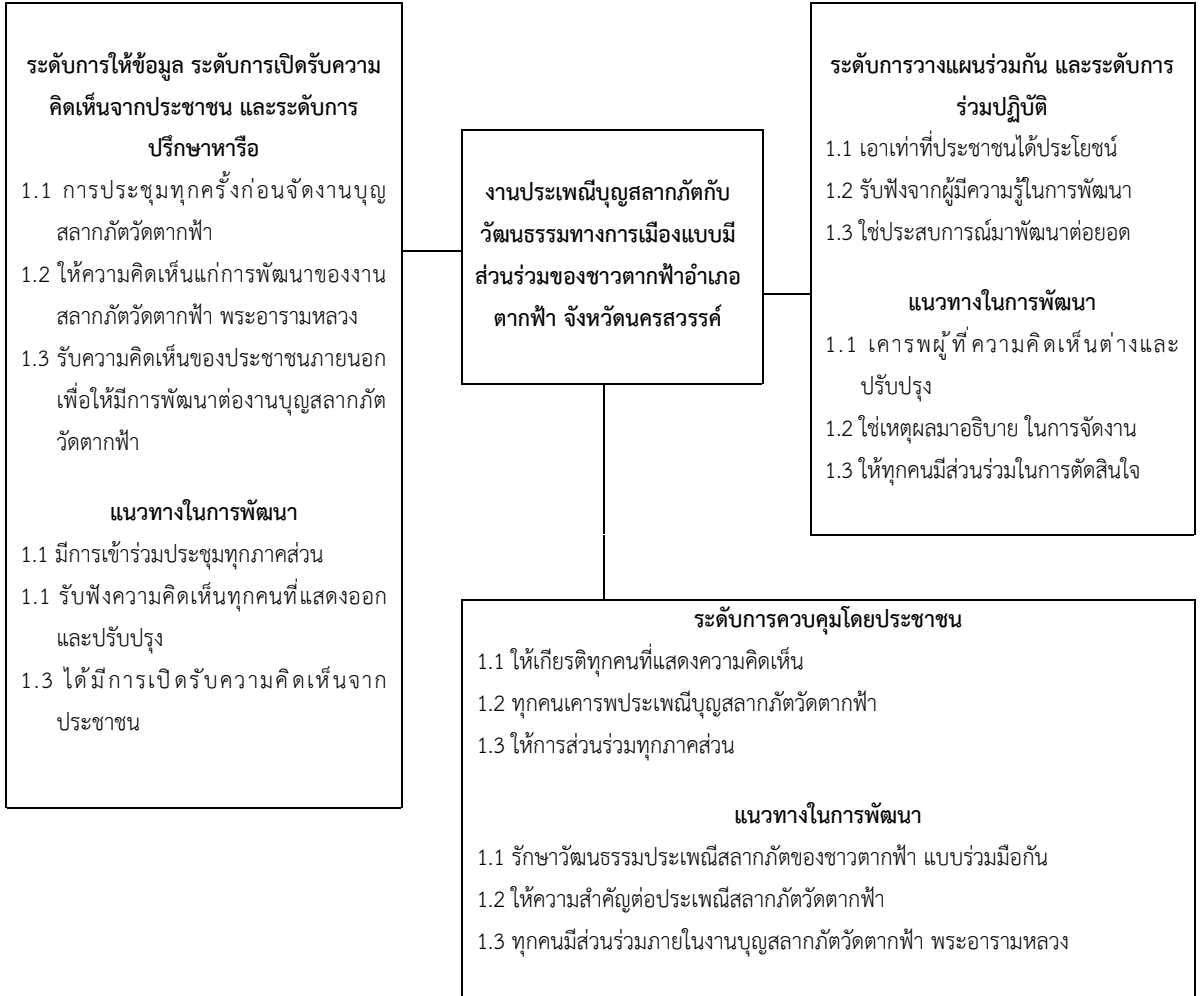 ระดับการให้ข้อมูล ระดับการเปิดรับความ
คิดเห็นจากประชาชน และระดับการ
ปรึกษาหารือ
1.1 การประชุมทุกครั้งก่อนจัดงานบุญ
สลากภัตวัดตากฟ้า
1.2 ให้ความคิดเห็นแก่การพัฒนาของงาน
สลากภัตวัดตากฟ้า พระอารามหลวง
1.3 รับความคิดเห็นของประชาชนภายนอก
เพื่อให้มีการพัฒนาต่องานบุญสลากภัต
วัดตากฟ้า
แนวทางในการพัฒนา
1.1 มีการเข้าร่วมประชุมทุกภาคส่วน
1.1 รับฟังความคิดเห็นทุกคนที่แสดงออก
และปรับปรุง
1.3 ได้มีการเปิดรับความคิดเห็นจาก
ประชาชน
งานประเพณีบุญสลากภัตกับ
วัฒนธรรมทางการเมืองแบบมี
ส่วนร่วมของชาวตากฟ้าอำเภอ
ตากฟ้า จังหวัดนครสวรรค์
ระดับการวางแผนร่วมกัน และระดับการ
ร่วมปฏิบัติ
1.1 เอาเท่าที่ประชาชนได้ประโยชน์
1.2 รับฟังจากผู้มีความรู้ในการพัฒนา
1.3 ใช่ประสบการณ์มาพัฒนาต่อยอด
แนวทางในการพัฒนา
1.1 เคารพผู้ที่ความคิดเห็นต่างและ
ปรับปรุง
1.2 ใช่เหตุผลมาอธิบาย ในการจัดงาน
1.3 ให้ทุกคนมีส่วนร่วมในการตัดสินใจ
ระดับการควบคุมโดยประชาชน
1.1 ให้เกียรติทุกคนที่แสดงความคิดเห็น
1.2 ทุกคนเคารพประเพณีบุญสลากภัตวัดตากฟ้า
1.3 ให้การส่วนร่วมทุกภาคส่วน
แนวทางในการพัฒนา
1.1 รักษาวัฒนธรรมประเพณีสลากภัตของชาวตากฟ้า แบบร่วมมือกัน
1.2 ให้ความสำคัญต่อประเพณีสลากภัตวัดตากฟ้า
1.3 ทุกคนมีส่วนร่วมภายในงานบุญสลากภัตวัดตากฟ้า พระอารามหลวง